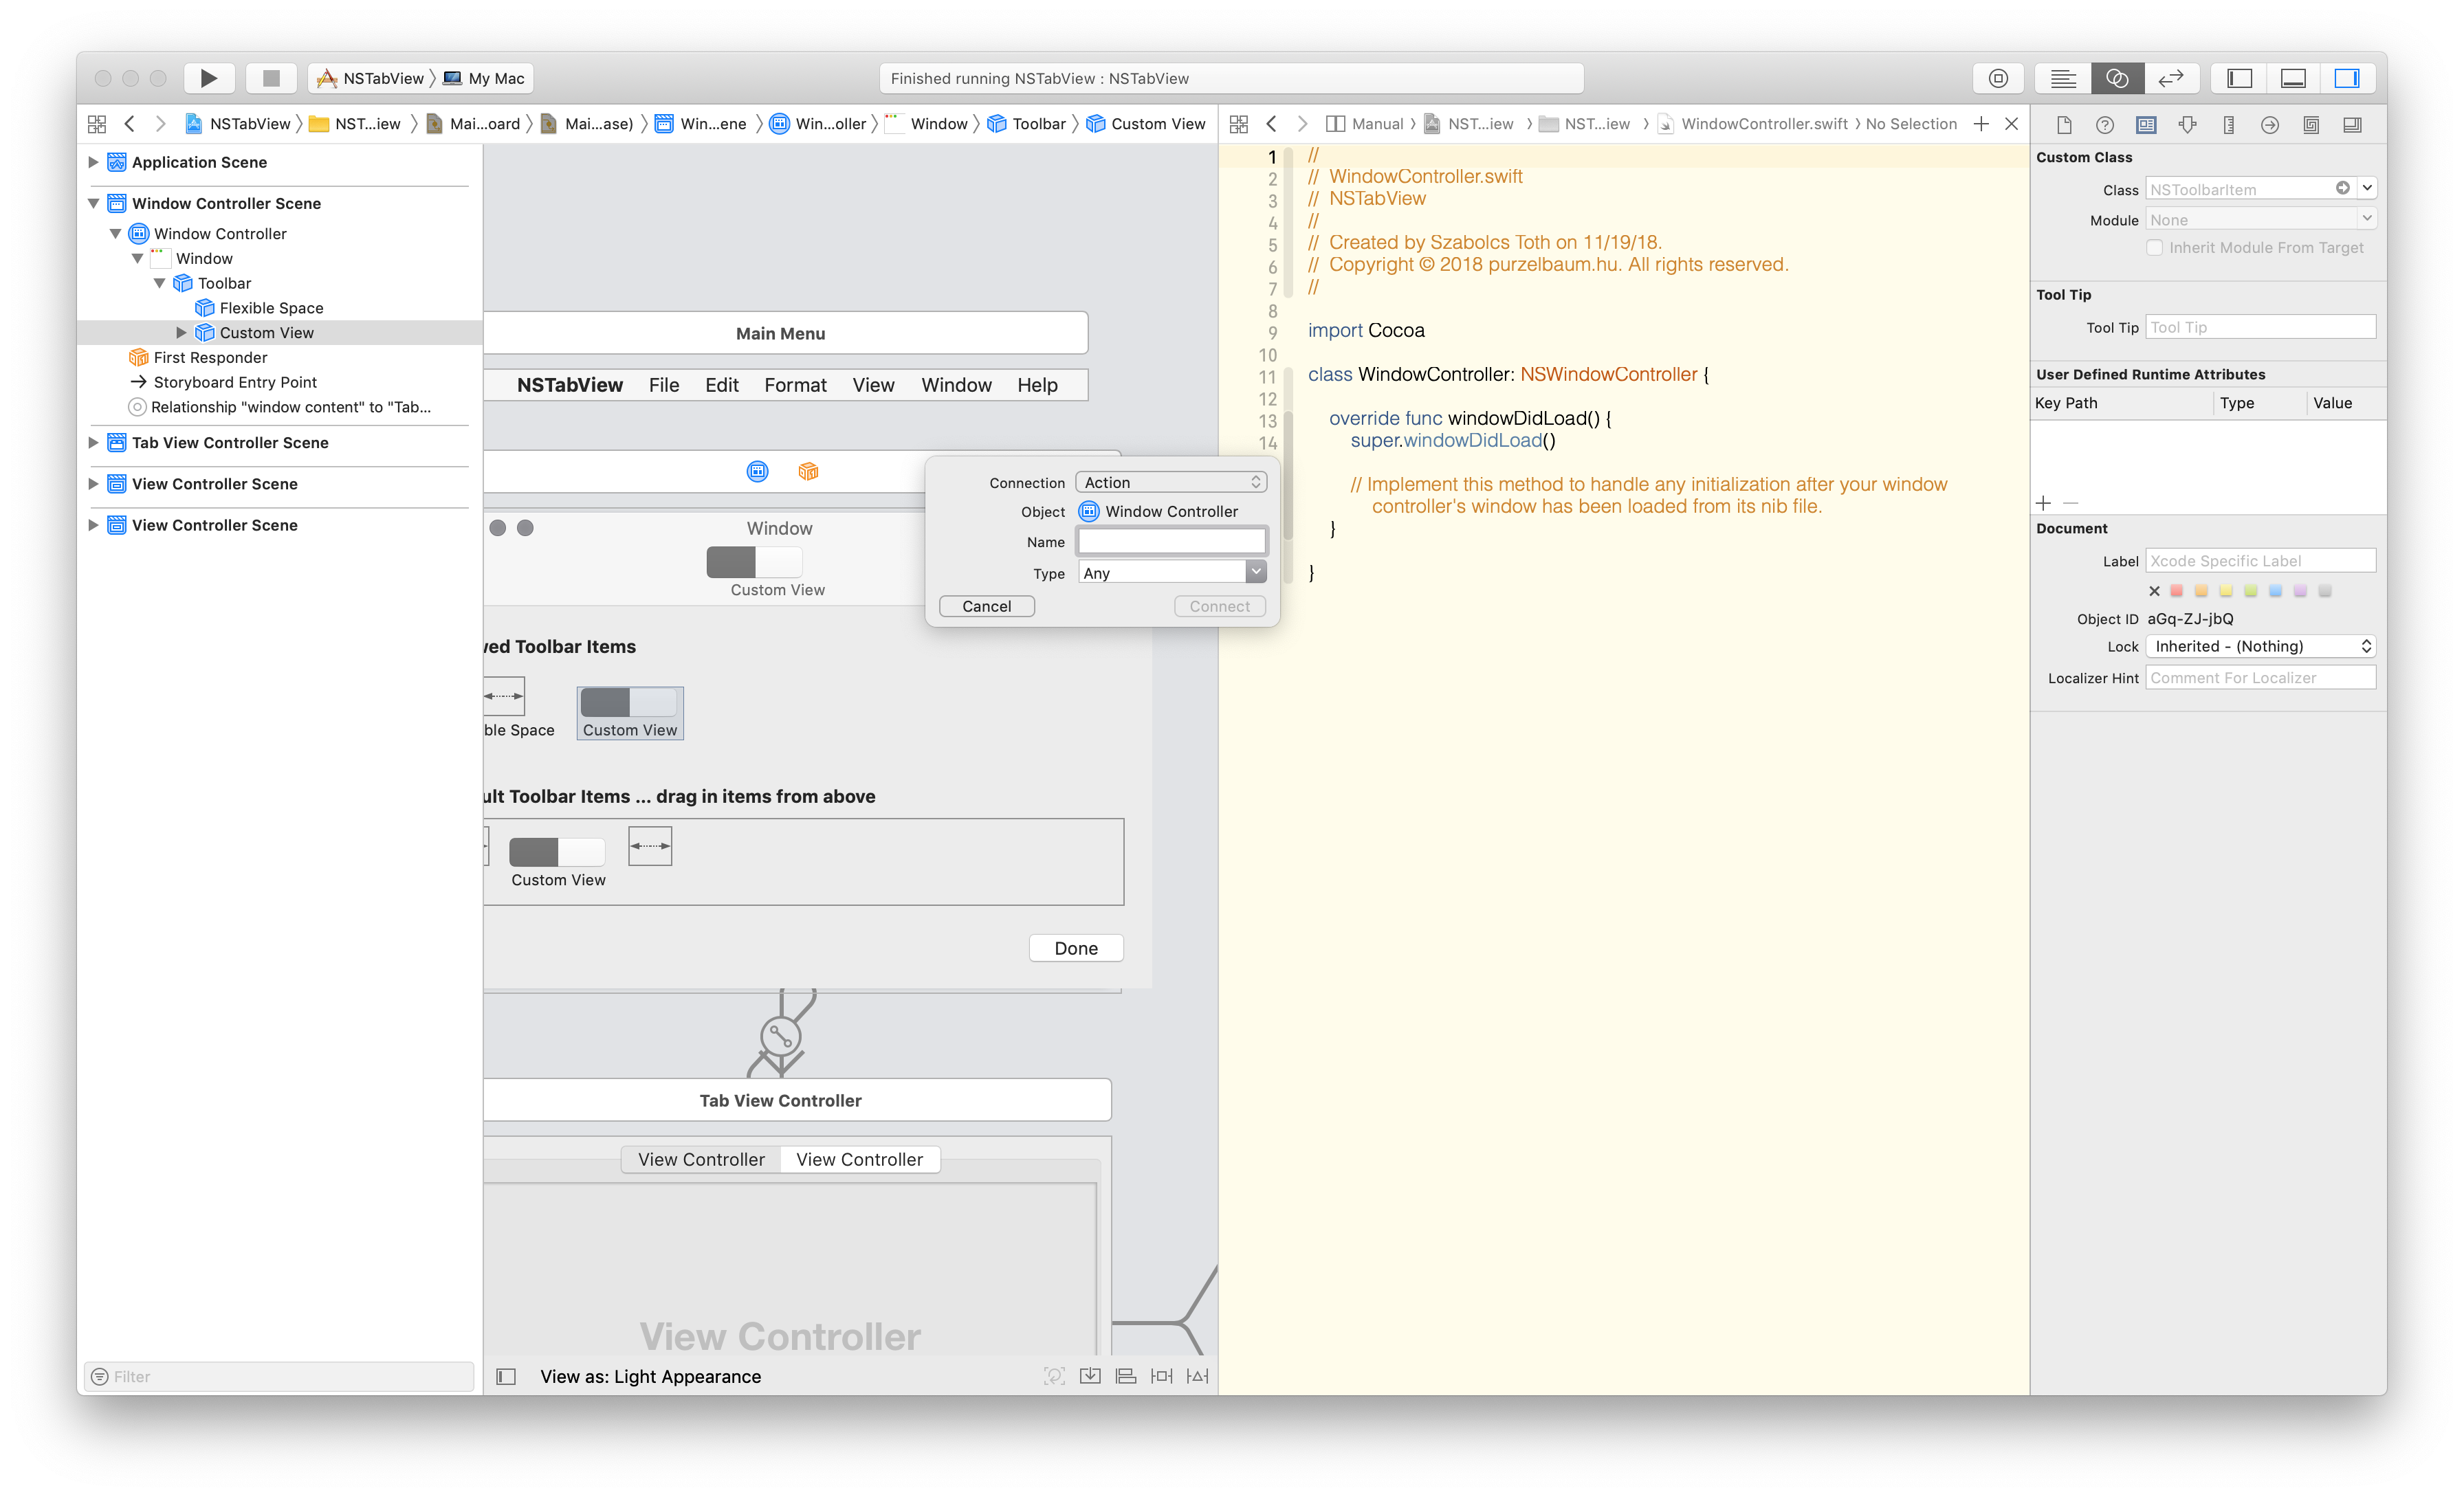 NSTabView 〉 My Mac
Finished running NSTabView : NSTabView
NSTabView 〉 NST...iew 〉 Mai...oard 〉 Mai...ase) 〉 Win...ene 〉 Win...oller 〉 Window 〉 Toolbar 〉 Custom View
Manual 〉 NST...iew 〉 NST...iew 〉 WindowController.swift 〉 No Selection
Application Scene
Window Controller Scene
Window Controller
Window
Toolbar
Flexible Space
Custom View
First Responder
Storyboard Entry Point
Relationship "window content" to "Tab...
Tab View Controller Scene
View Controller Scene
View Controller Scene
Filter
Main Menu
NSTabView File Edit Format View Window Help
Window
Custom View
Connection Action
Object Window Controller
Name
Type Any
Cancel Connect
wed Toolbar Items
ble Space Custom View
ult Toolbar Items ... drag in items from above
Custom View
Done
Tab View Controller
View Controller View Controller
View Controller
View as: Light Appearance
1 //
2 // WindowController.swift
3 // NSTabView
4 //
5 // Created by Szabolcs Toth on 11/19/18.
6 // Copyright © 2018 purzelbaum.hu. All rights reserved.
7 //
8
9 import Cocoa
10
11 class WindowController: NSWindowController {
12
13 override func windowDidLoad() {
14 super.windowDidLoad()
// Implement this method to handle any initialization after your window
controller's window has been loaded from its nib file.
}
}
Custom Class
Class NSToolbarItem
Module None
Inherit Module From Target
Tool Tip
Tool Tip Tool Tip
User Defined Runtime Attributes
Key Path Type Value
Document
Label Xcode Specific Label
Object ID aGq-ZJ-jbQ
Lock Inherited - (Nothing)
Localizer Hint Comment For Localizer